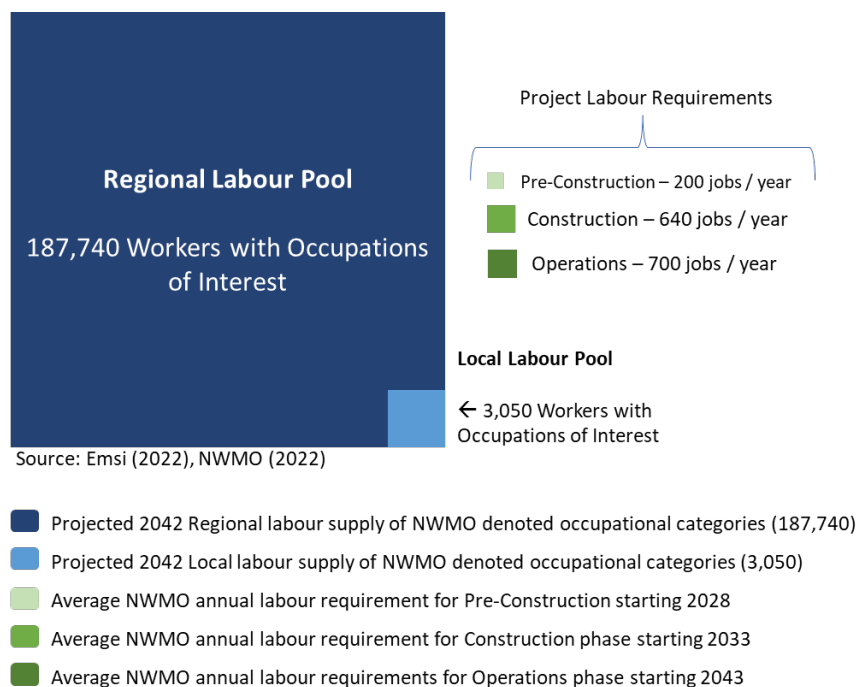 Regional Labour Pool
187,740 Workers with Occupations
of Interest
Project Labour Requirements
Pre-Construction – 200 jobs / year
Construction – 640 jobs / year
Operations – 700 jobs / year
Local Labour Pool
← 3,050 Workers with
Occupations of Interest
Source: Emsi (2022), NWMO (2022)
Projected 2042 Regional labour supply of NWMO denoted occupational categories (187,740)
Projected 2042 Local labour supply of NWMO denoted occupational categories (3,050)
Average NWMO annual labour requirement for Pre-Construction starting 2028
Average NWMO annual labour requirement for Construction phase starting 2033
Average NWMO annual labour requirements for Operations phase starting 2043